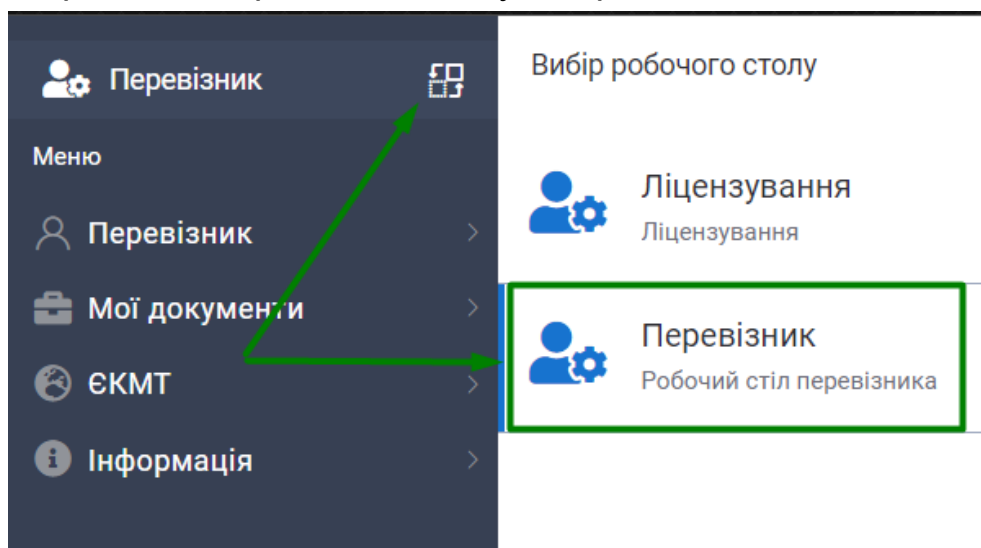 Перевізник
Меню
Перевізник
Мої документи
ЄКМТ
Інформація
Вибір робочого столу
Ліцензування
Ліцензування
Перевізник
Робочий стіл перевізника